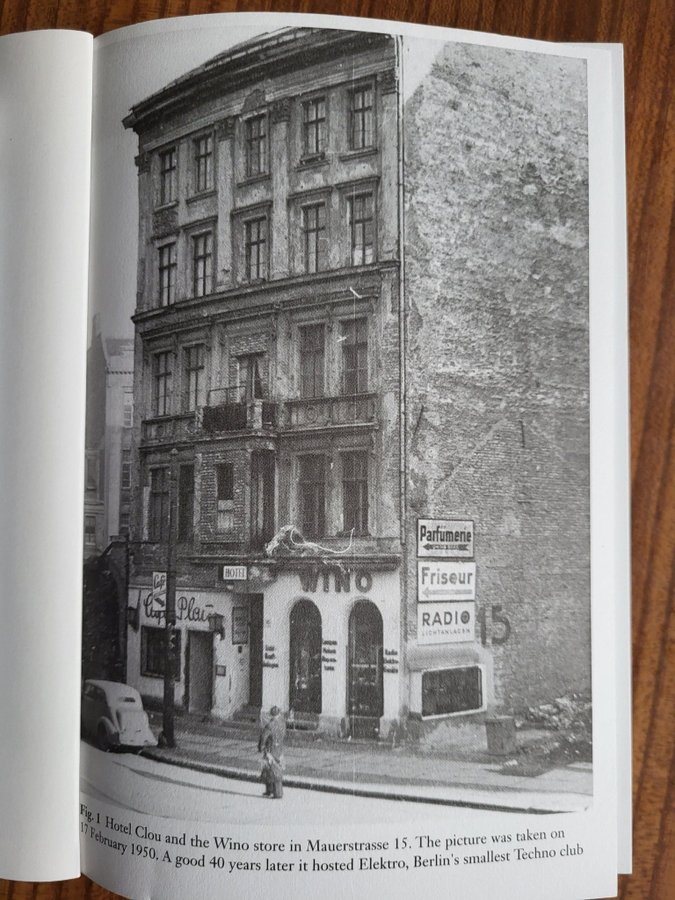 Parfümerie
Friseur
RADIO
LICHTANLAGEN
15
HOTEL
WINO
Café
Fig. 1 Hotel Clou and the Wino store in Mauerstrasse 15. The picture was taken on
17 February 1950. A good 40 years later it hosted Elektro, Berlin's smallest Techno club